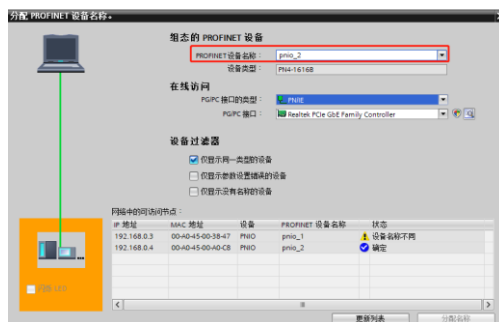 分配 PROFINET 设备名称。
组态的 PROFINET 设备
PROFINET设备名称： pnio_2
设备类型： PN4-1616B
在线访问
PG/PC 接口的类型： PN/IE
PG/PC 接口： Realtek PCIe GbE Family Controller
设备过滤器
仅显示同一类型的设备
仅显示参数设置错误的设备
仅显示没有名称的设备
网络中的可访问节点：
IP 地址 MAC 地址 设备 PROFINET 设备名称 状态
192.168.0.3 00-A0-45-00-38-47 PNIO pnio_1 设备名称不同
192.168.0.4 00-A0-45-00-A0-C8 PNIO pnio_2 确定
闪烁 LED
更新列表 分配名称